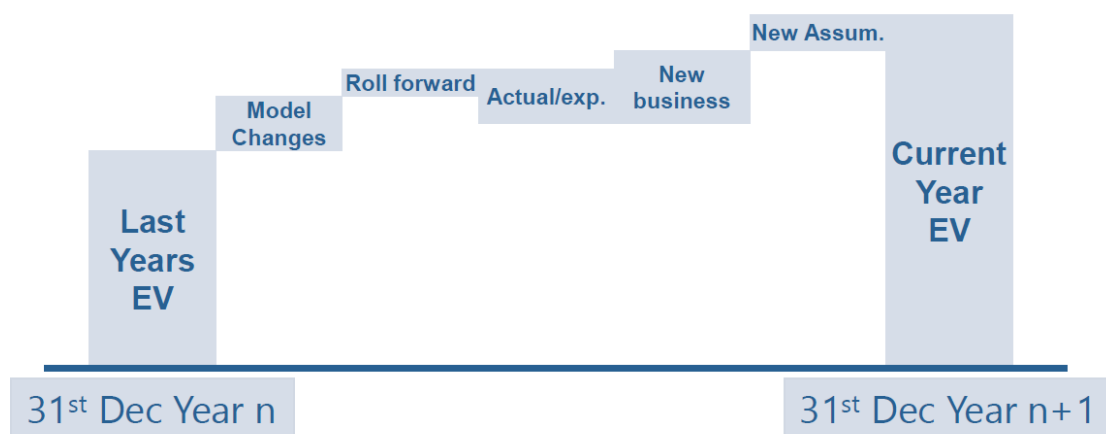 Last
Years
EV
Model
Changes
Roll forward
Actual/exp.
New
business
New Assum.
Current
Year
EV
31st Dec Year n
31st Dec Year n+1